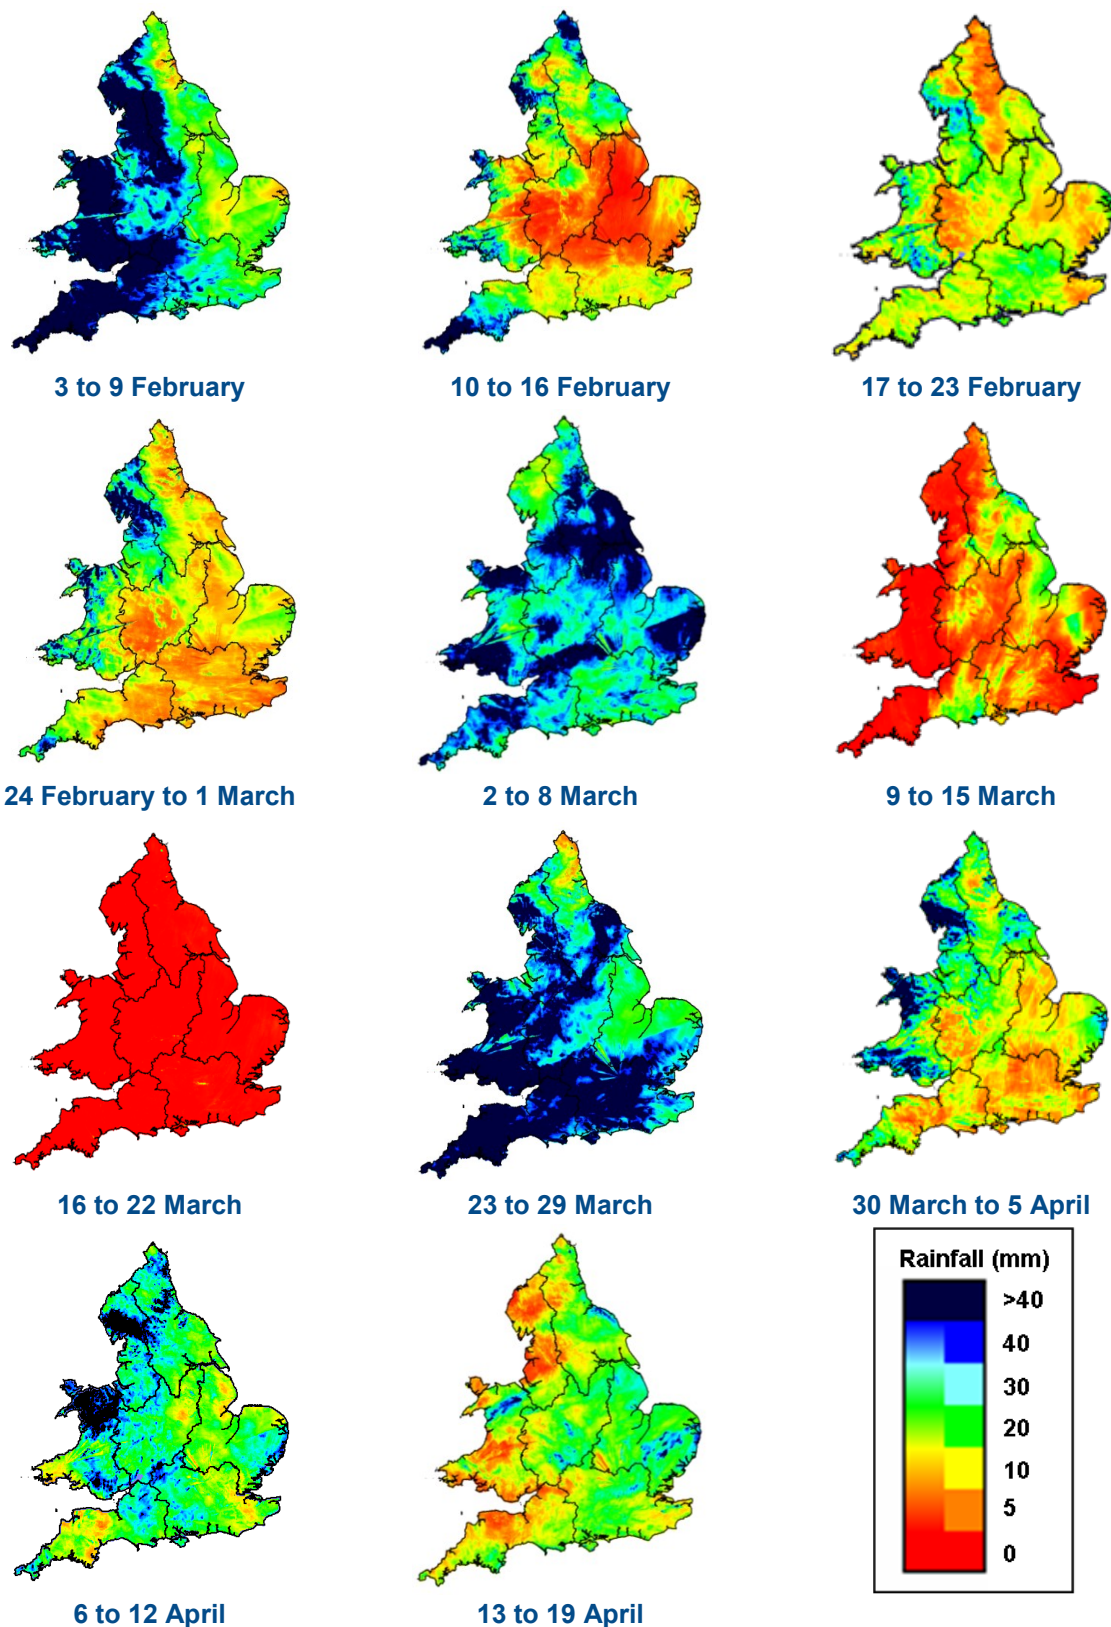 3 to 9 February
10 to 16 February
17 to 23 February
24 February to 1 March
2 to 8 March
9 to 15 March
16 to 22 March
23 to 29 March
30 March to 5 April
Rainfall (mm)
>40
40
30
20
10
5
0
6 to 12 April
13 to 19 April